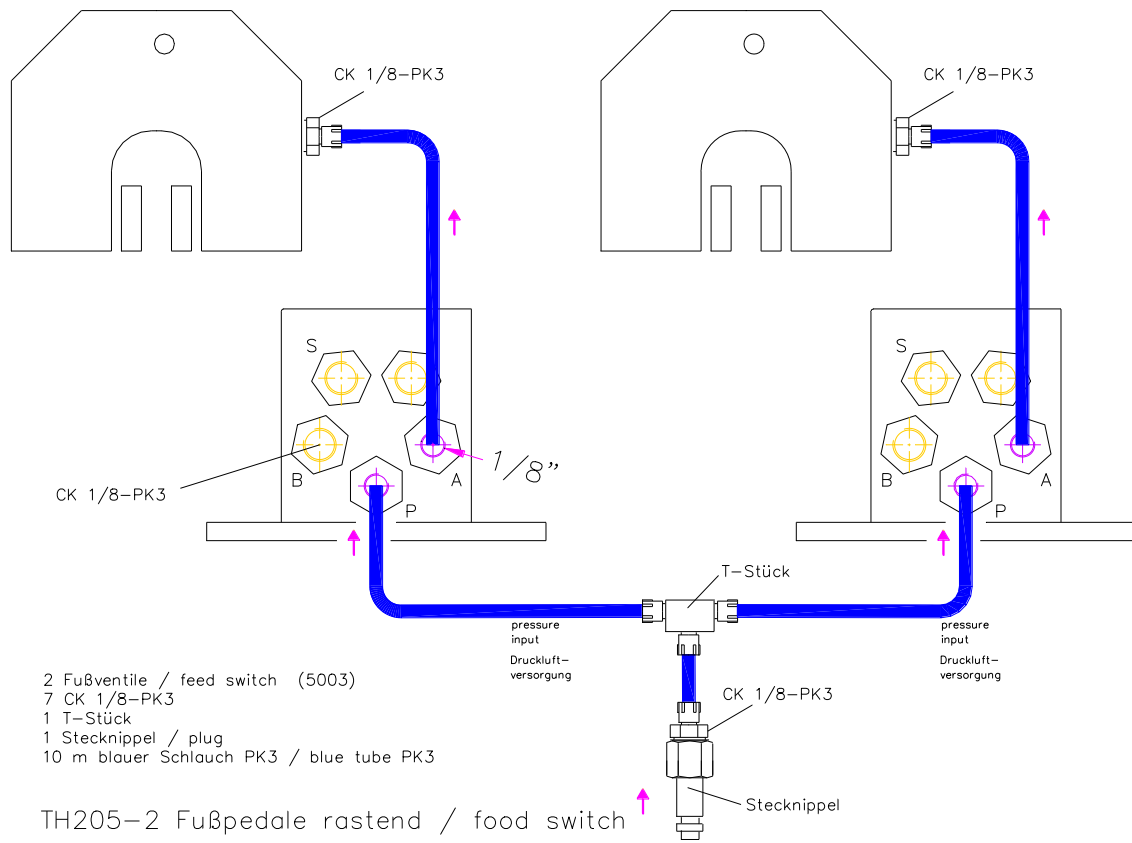 CK 1/8-PK3
CK 1/8-PK3
S
S
B
A
1/8”
B
A
CK 1/8-PK3
P
P
T-Stück
pressure
input
Druckluft-
versorgung
pressure
input
Druckluft-
versorgung
2 Fußventile / feed switch (5003)
7 CK 1/8-PK3
1 T-Stück
1 Stecknippel / plug
10 m blauer Schlauch PK3 / blue tube PK3
CK 1/8-PK3
Stecknippel
TH205-2 Fußpedale rastend / food switch